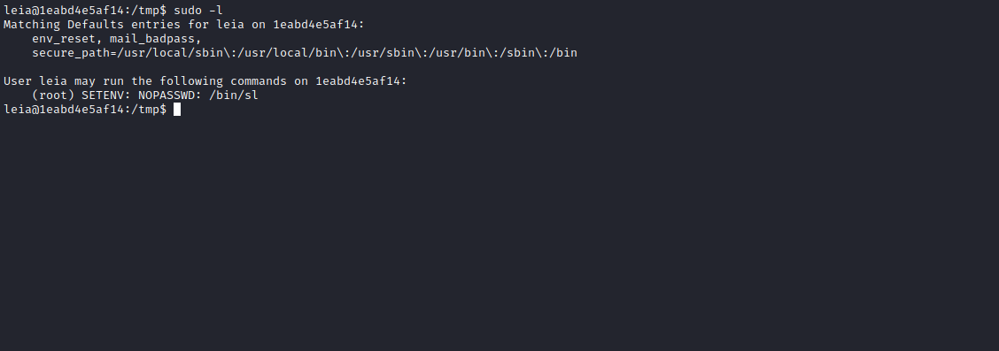 leia@1eabd4e5af14:/tmp$ sudo -l
Matching Defaults entries for leia on 1eabd4e5af14:
    env_reset, mail_badpass,
    secure_path=/usr/local/sbin\:/usr/local/bin\:/usr/sbin\:/usr/bin\:/sbin\:/bin

User leia may run the following commands on 1eabd4e5af14:
    (root) SETENV: NOPASSWD: /bin/sl
leia@1eabd4e5af14:/tmp$